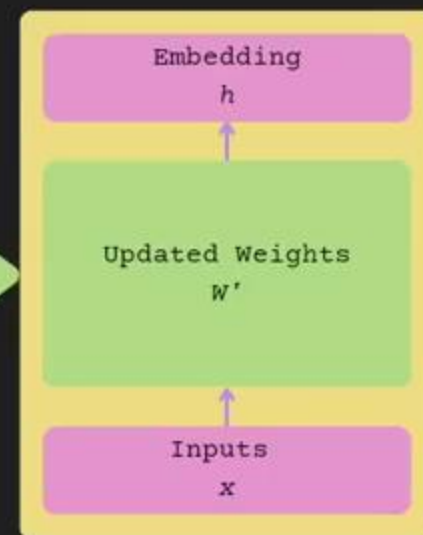 Embedding
h
Updated Weights
W'
Inputs
x